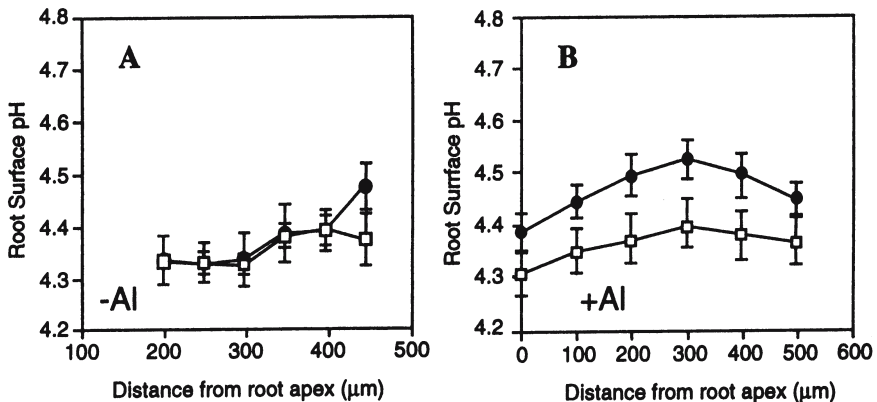 A
Root Surface pH
4.8
4.7
4.6
4.5
4.4
4.3
4.2
-Al
100 200 300 400 500
Distance from root apex (μm)
B
Root Surrface pH
4.8
4.7
4.6
4.5
4.4
4.3
4.2
+Al
0 100 200 300 400 500 600
Distance from root apex (μm)